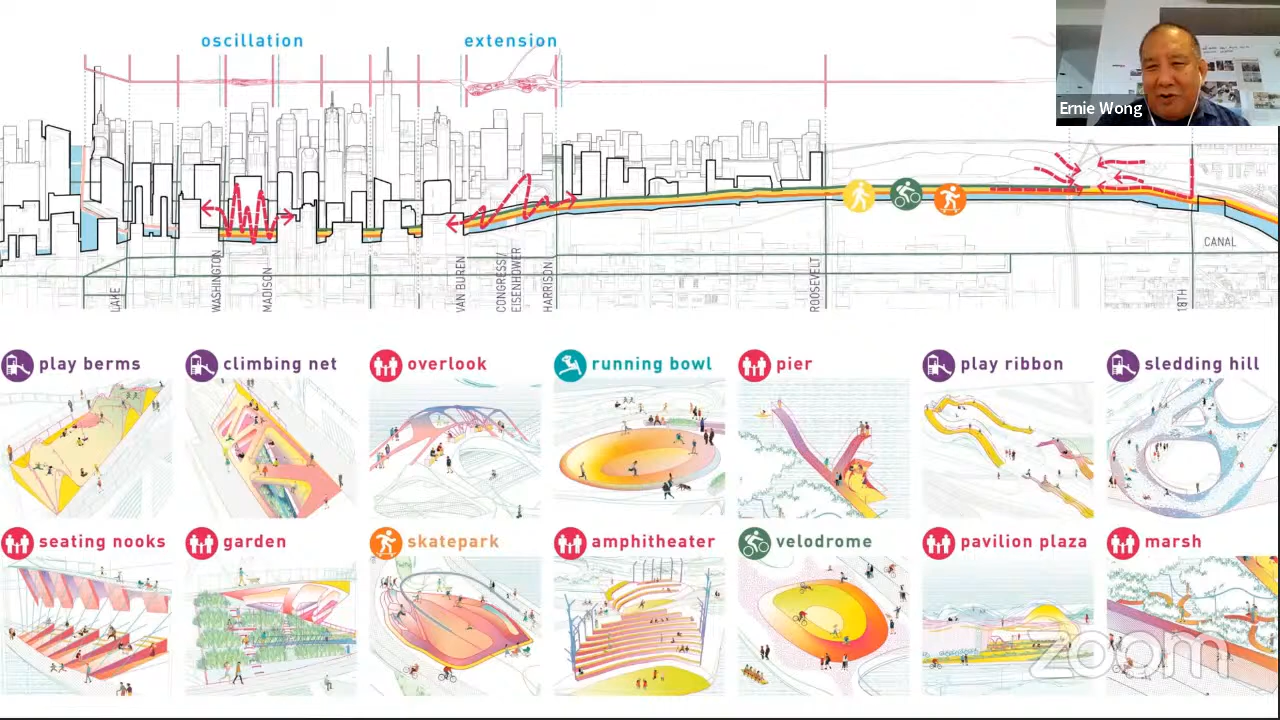 oscillation
extension
Ernie Wong
LAKE
WASHINGTON
MADISON
VAN BUREN
CONGRESS/
EISENHOWER
HARRISON
ROOSEVELT
CANAL
18TH
play berms
climbing net
overlook
running bowl
pier
play ribbon
sledding hill
seating nooks
garden
skatepark
amphitheater
velodrome
pavilion plaza
marsh
zoom